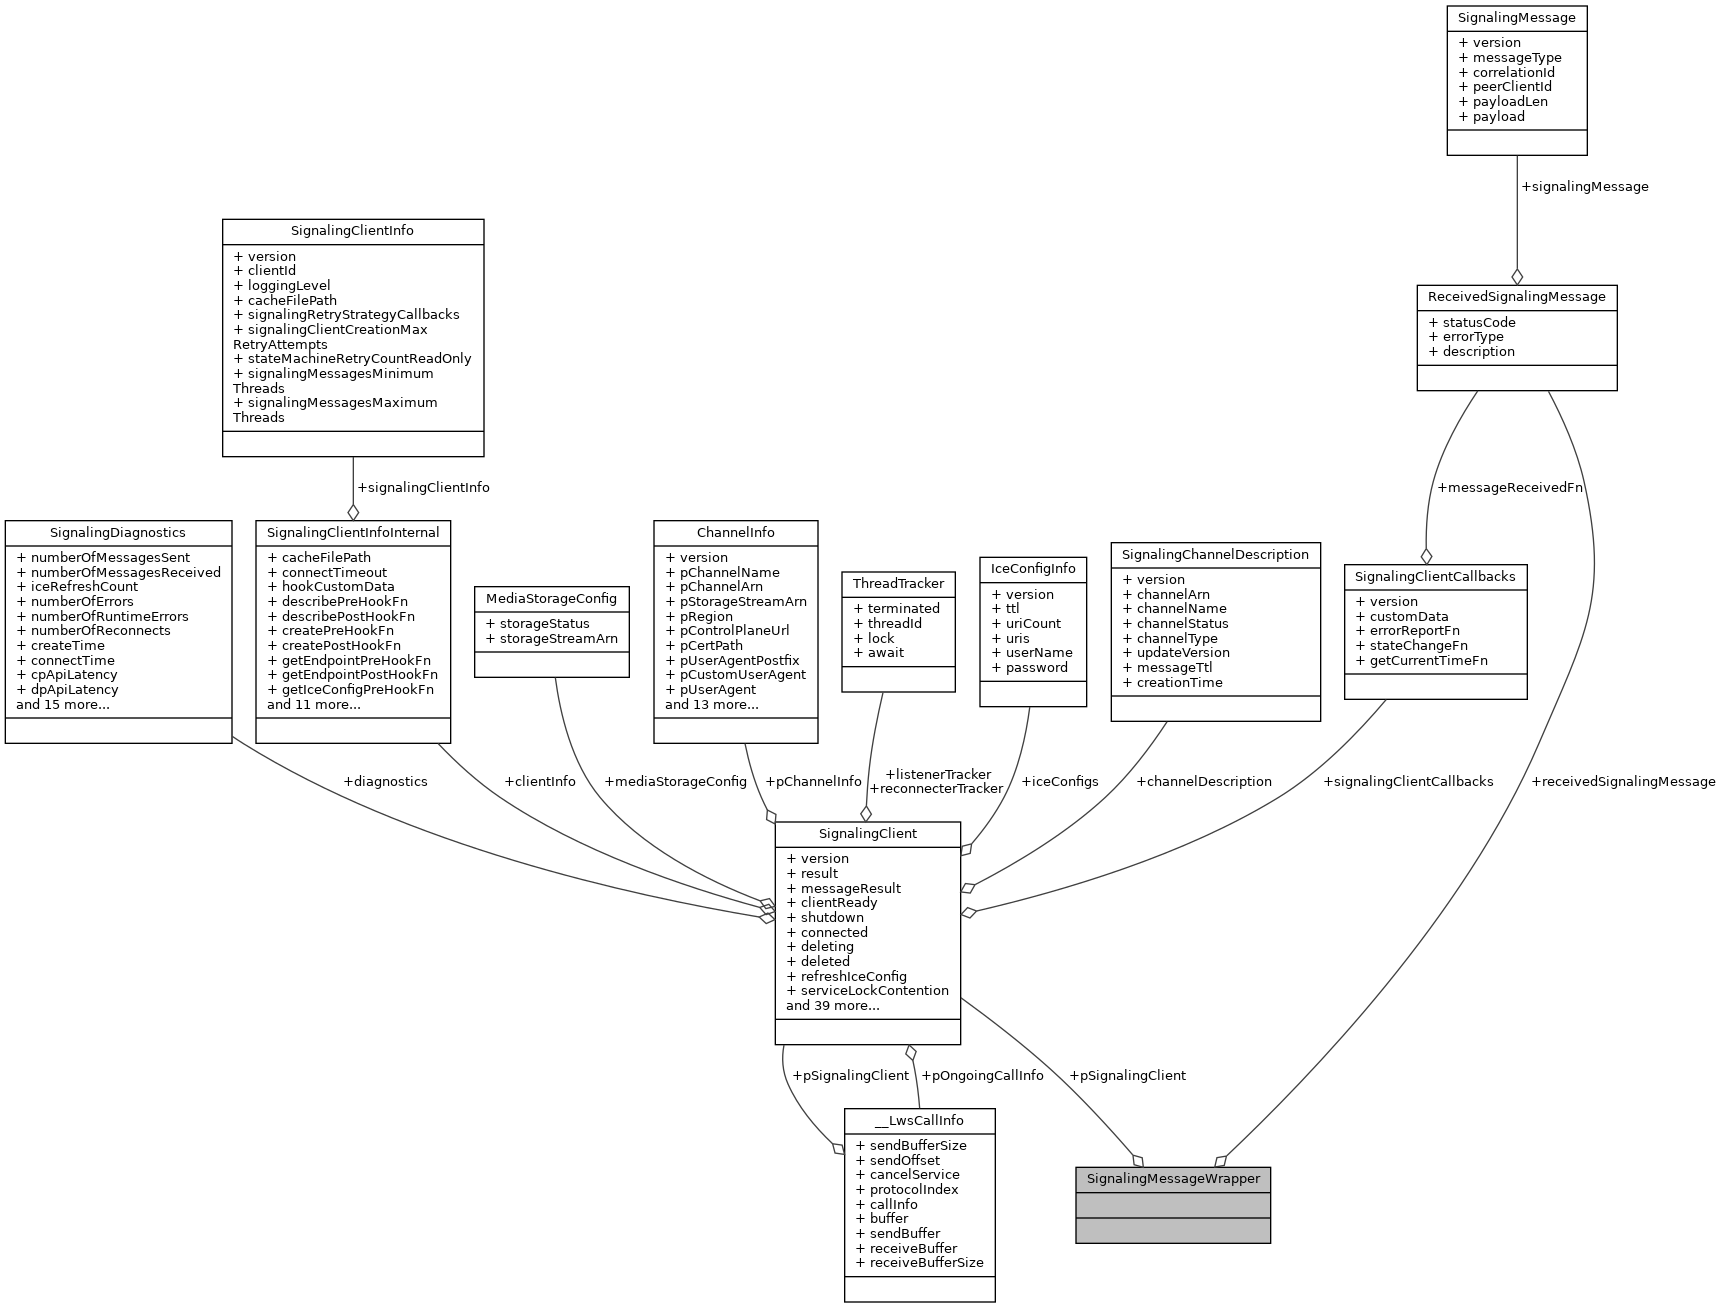 SignalingMessage
+ version
+ messageType
+ correlationId
+ peerClientId
+ payloadLen
+ payload
+signalingMessage
SignalingClientInfo
+ version
+ clientId
+ loggingLevel
+ cacheFilePath
+ signalingRetryStrategyCallbacks
+ signalingClientCreationMax
RetryAttempts
+ stateMachineRetryCountReadOnly
+ signalingMessagesMinimum
Threads
+ signalingMessagesMaximum
Threads
ReceivedSignalingMessage
+ statusCode
+ errorType
+ description
+signalingClientInfo
+messageReceivedFn
SignalingDiagnostics
+ numberOfMessagesSent
+ numberOfMessagesReceived
+ iceRefreshCount
+ numberOfErrors
+ numberOfRuntimeErrors
+ numberOfReconnects
+ createTime
+ connectTime
+ cpApiLatency
+ dpApiLatency
and 15 more...
SignalingClientInfoInternal
+ cacheFilePath
+ connectTimeout
+ hookCustomData
+ describePreHookFn
+ describePostHookFn
+ createPreHookFn
+ createPostHookFn
+ getEndpointPreHookFn
+ getEndpointPostHookFn
+ getIceConfigPreHookFn
and 11 more...
MediaStorageConfig
+ storageStatus
+ storageStreamArn
ChannelInfo
+ version
+ pChannelName
+ pChannelArn
+ pStorageStreamArn
+ pRegion
+ pControlPlaneUrl
+ pCertPath
+ pUserAgentPostfix
+ pCustomUserAgent
+ pUserAgent
and 13 more...
ThreadTracker
+ terminated
+ threadId
+ lock
+ await
IceConfigInfo
+ version
+ ttl
+ uriCount
+ uris
+ userName
+ password
SignalingChannelDescription
+ version
+ channelArn
+ channelName
+ channelStatus
+ channelType
+ updateVersion
+ messageTtl
+ creationTime
SignalingClientCallbacks
+ version
+ customData
+ errorReportFn
+ stateChangeFn
+ getCurrentTimeFn
+diagnostics
+clientInfo
+mediaStorageConfig
+pChannelInfo
+listenerTracker
+reconnecterTracker
+iceConfigs
+channelDescription
+signalingClientCallbacks
+receivedSignalingMessage
SignalingClient
+ version
+ result
+ messageResult
+ clientReady
+ shutdown
+ connected
+ deleting
+ deleted
+ refreshIceConfig
+ serviceLockContention
and 39 more...
+pSignalingClient
+pOngoingCallInfo
+pSignalingClient
__LwsCallInfo
+ sendBufferSize
+ sendOffset
+ cancelService
+ protocolIndex
+ callInfo
+ buffer
+ sendBuffer
+ receiveBuffer
+ receiveBufferSize
SignalingMessageWrapper